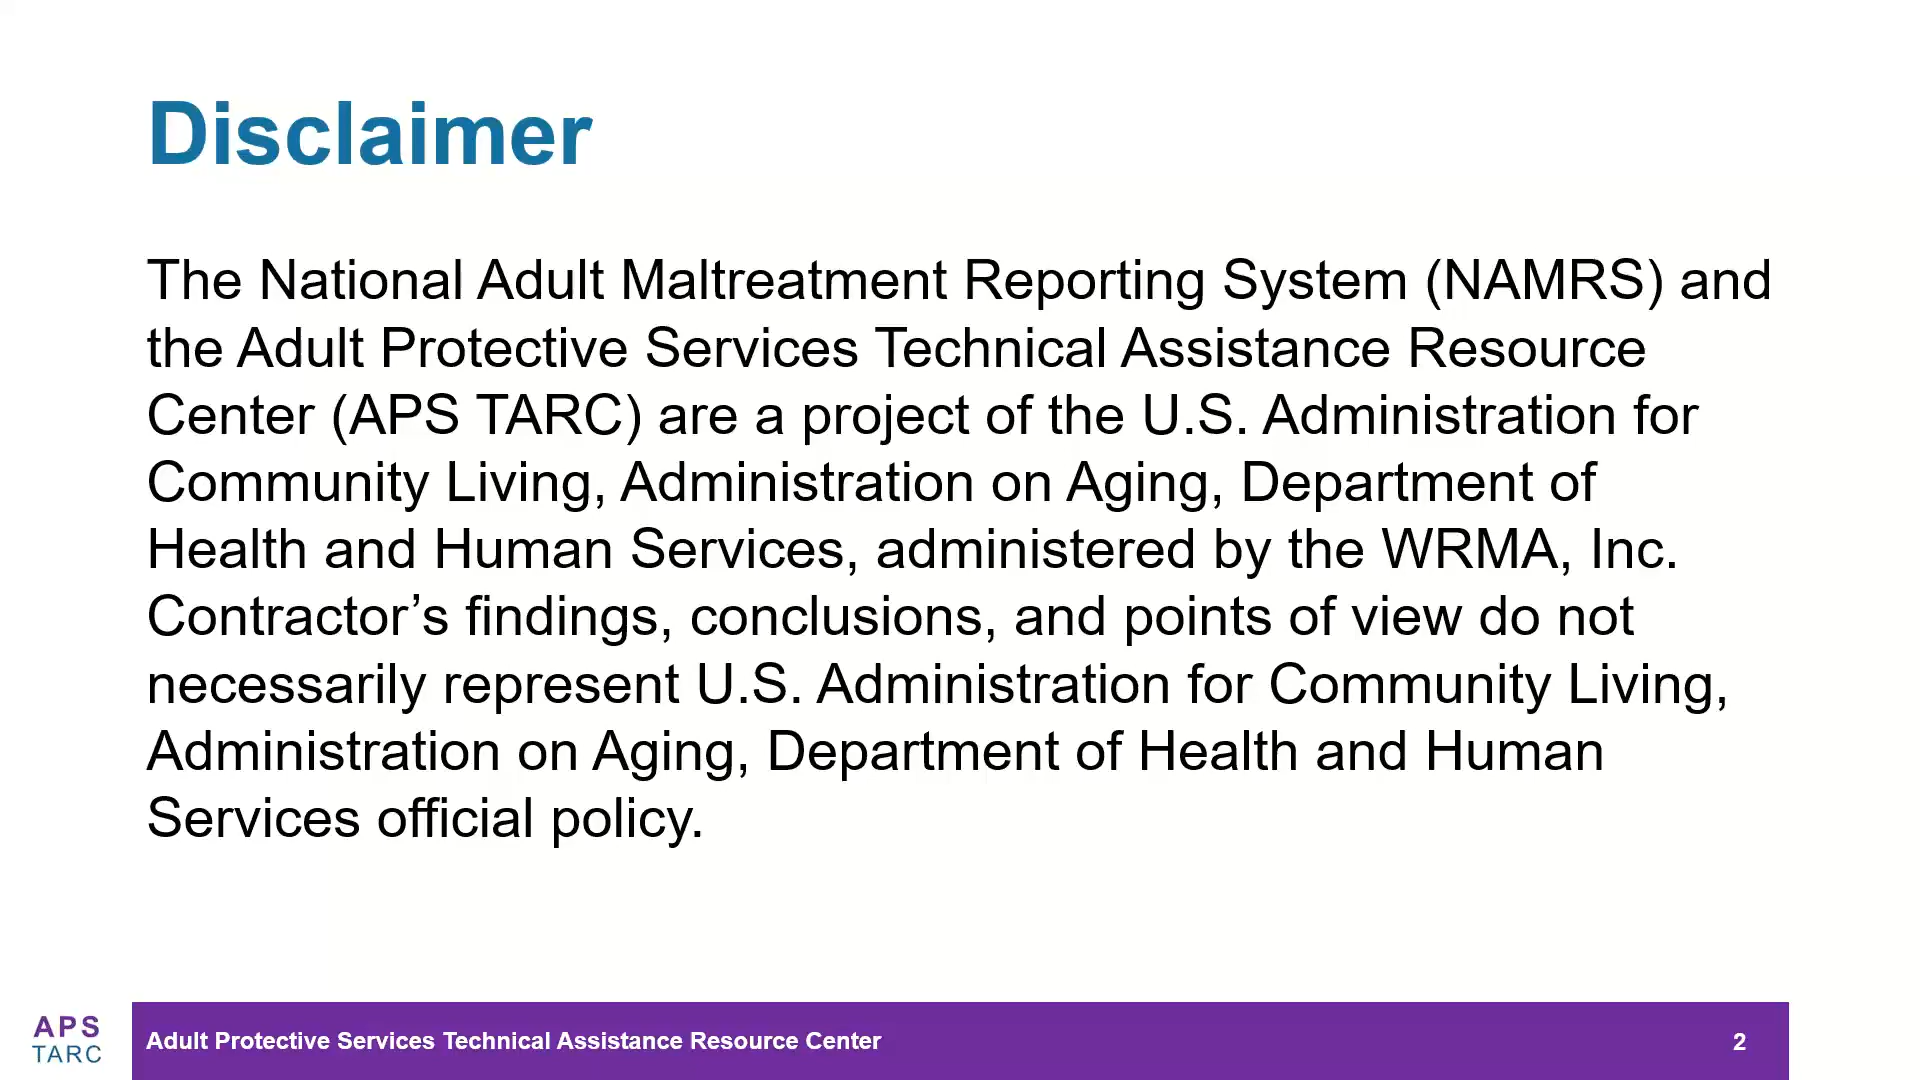 Disclaimer
The National Adult Maltreatment Reporting System (NAMRS) and
the Adult Protective Services Technical Assistance Resource
Center (APS TARC) are a project of the U.S. Administration for
Community Living, Administration on Aging, Department of
Health and Human Services, administered by the WRMA, Inc.
Contractor’s findings, conclusions, and points of view do not
necessarily represent U.S. Administration for Community Living,
Administration on Aging, Department of Health and Human
Services official policy.
APS
TARC
Adult Protective Services Technical Assistance Resource Center
2